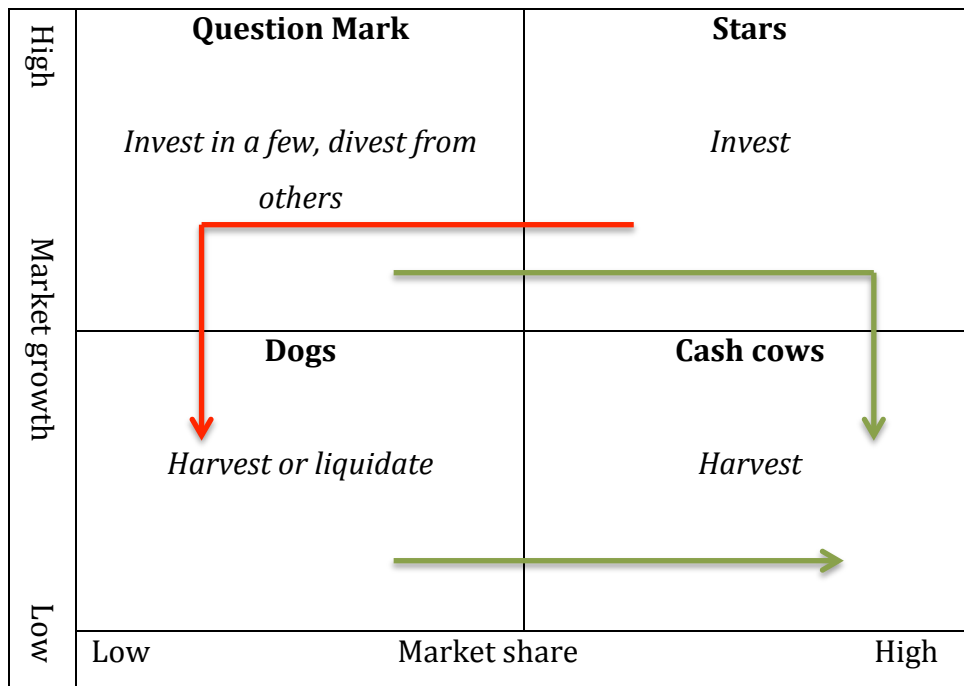 High
Market growth
Low
Question Mark
Stars
Invest in a few, divest from
others
Invest
Dogs
Cash cows
Harvest or liquidate
Harvest
Low
Market share
High